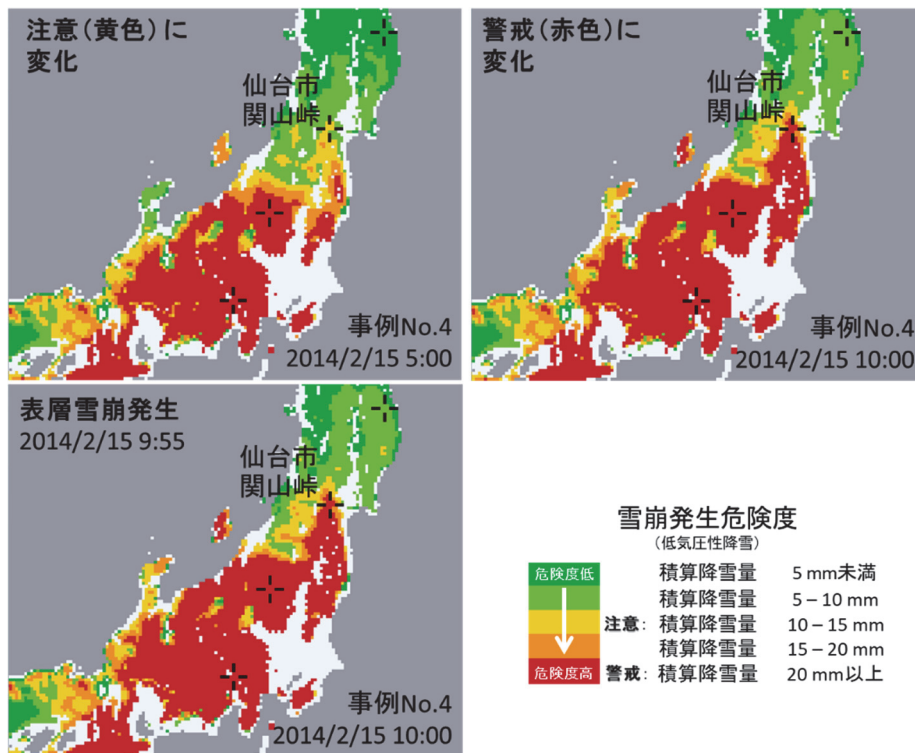 注意（黄色）に
変化
仙台市
関山峠
事例No.4
2014/2/15 5:00
警戒（赤色）に
変化
仙台市
関山峠
事例No.4
2014/2/15 10:00
表層雪崩発生
2014/2/15 9:55
仙台市
関山峠
事例No.4
2014/2/15 10:00
雪崩発生危険度
（低気圧性降雪）
危険度低 積算降雪量 5 mm未満
積算降雪量 5 – 10 mm
注意： 積算降雪量 10 – 15 mm
積算降雪量 15 – 20 mm
危険度高 警戒： 積算降雪量 20 mm以上